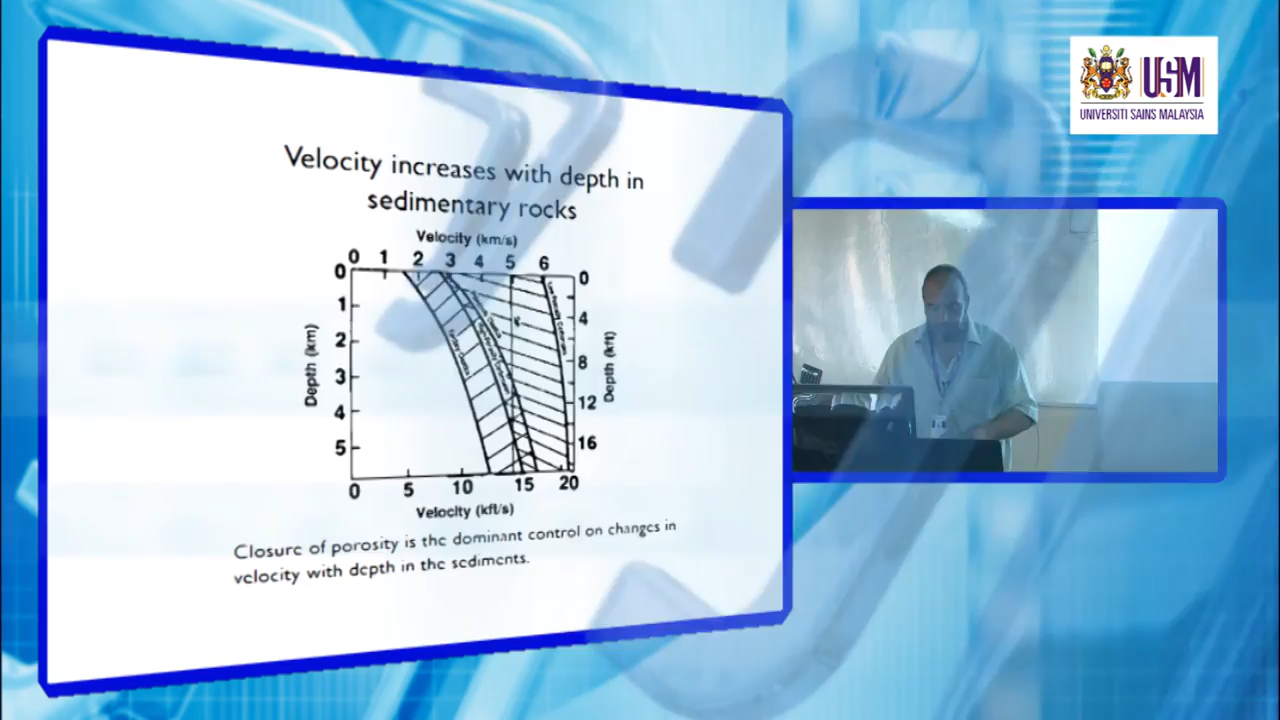 Velocity increases with depth in
sedimentary rocks
Velocity (km/s)
0 1 2 3 4 5 6
0
1
2
3
4
5
Depth (km)
0
4
8
12
16
Depth (kft)
0 5 10 15 20
Velocity (kft/s)
Closure of porosity is the dominant control on changes in
velocity with depth in the sediments.
USM
UNIVERSITI SAINS MALAYSIA